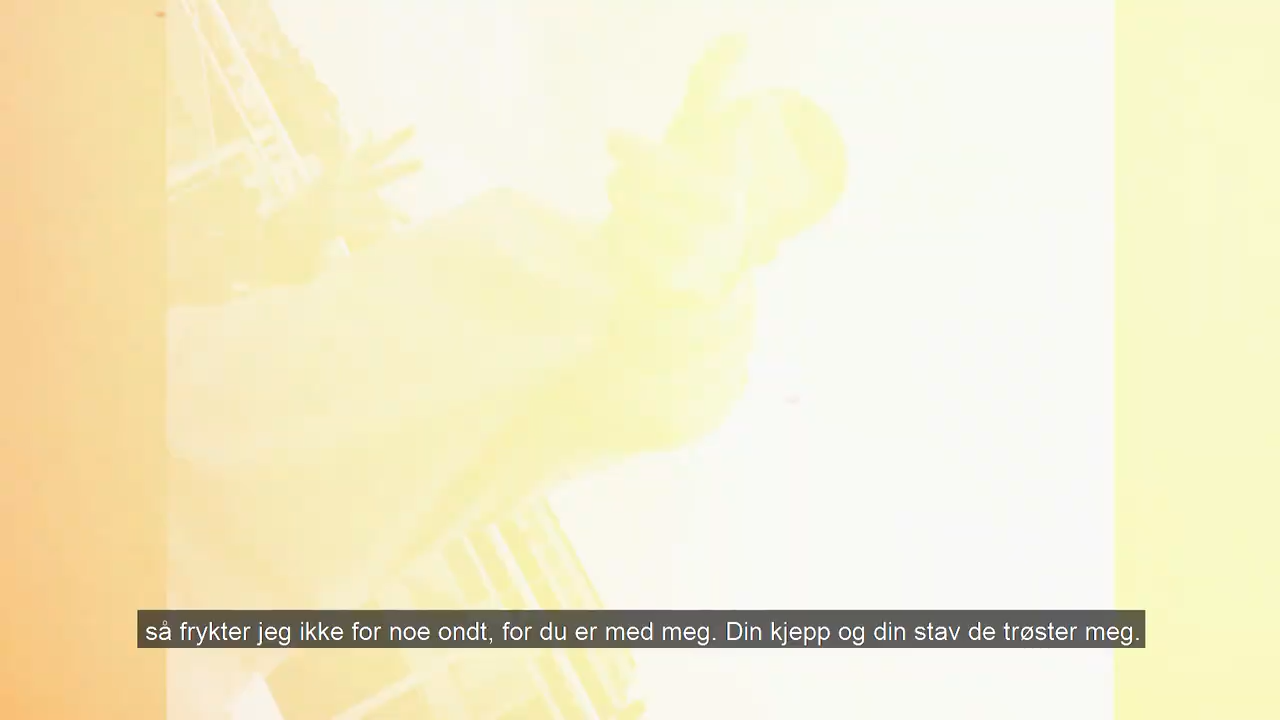 så frykter jeg ikke for noe ondt, for du er med meg. Din kjepp og din stav de trøster meg.